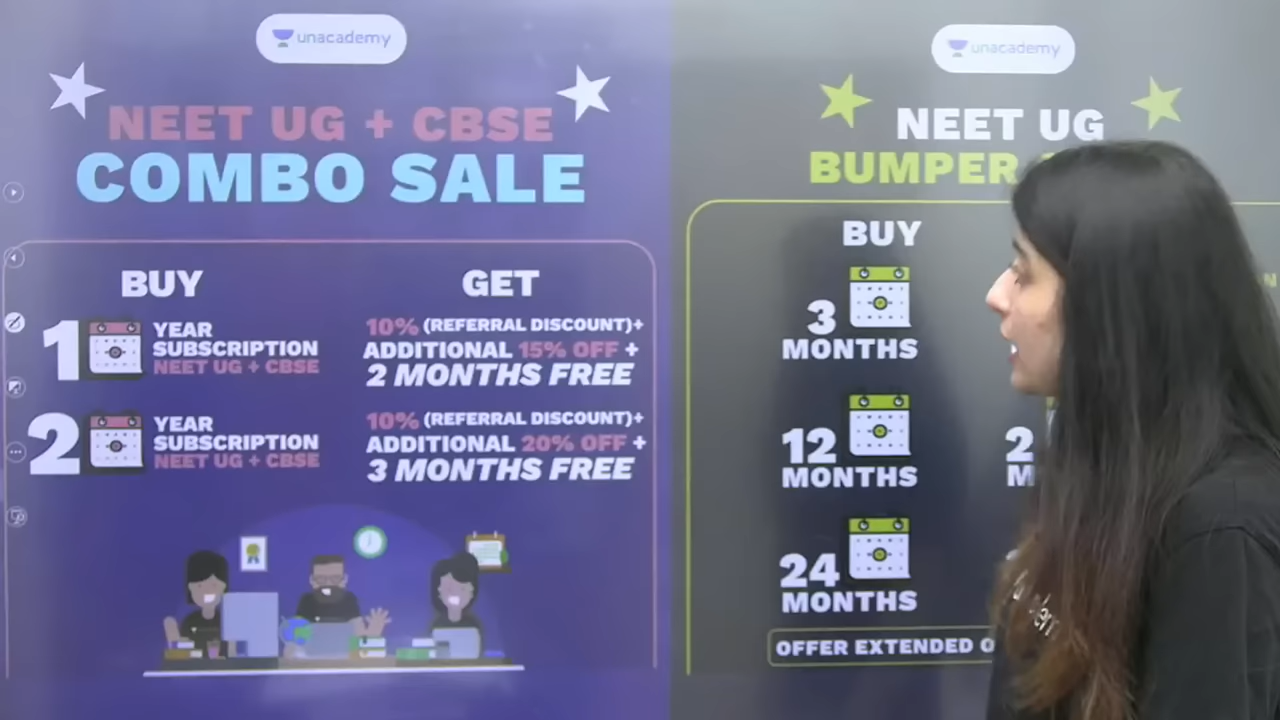 unacademy
NEET UG + CBSE
COMBO SALE
BUY
GET
1 YEAR
SUBSCRIPTION
NEET UG + CBSE
10% (REFERRAL DISCOUNT)+
ADDITIONAL 15% OFF +
2 MONTHS FREE
2 YEAR
SUBSCRIPTION
NEET UG + CBSE
10% (REFERRAL DISCOUNT)+
ADDITIONAL 20% OFF +
3 MONTHS FREE
unacademy
NEET UG
BUMPER
BUY
3
MONTHS
12
MONTHS
2
M
24
MONTHS
OFFER EXTENDED